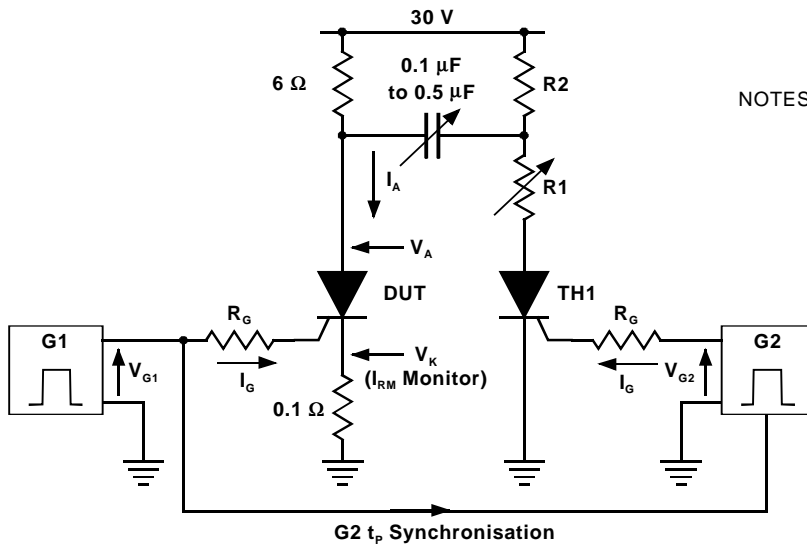 30 V
6 Ω
0.1 μF
to 0.5 μF
R2
NOTES
I_A
R1
V_A
DUT
TH1
G1
R_G
R_G
G2
V_G1
I_G
V_K
(I_RM Monitor)
I_G
V_G2
0.1 Ω
G2 t_P Synchronisation